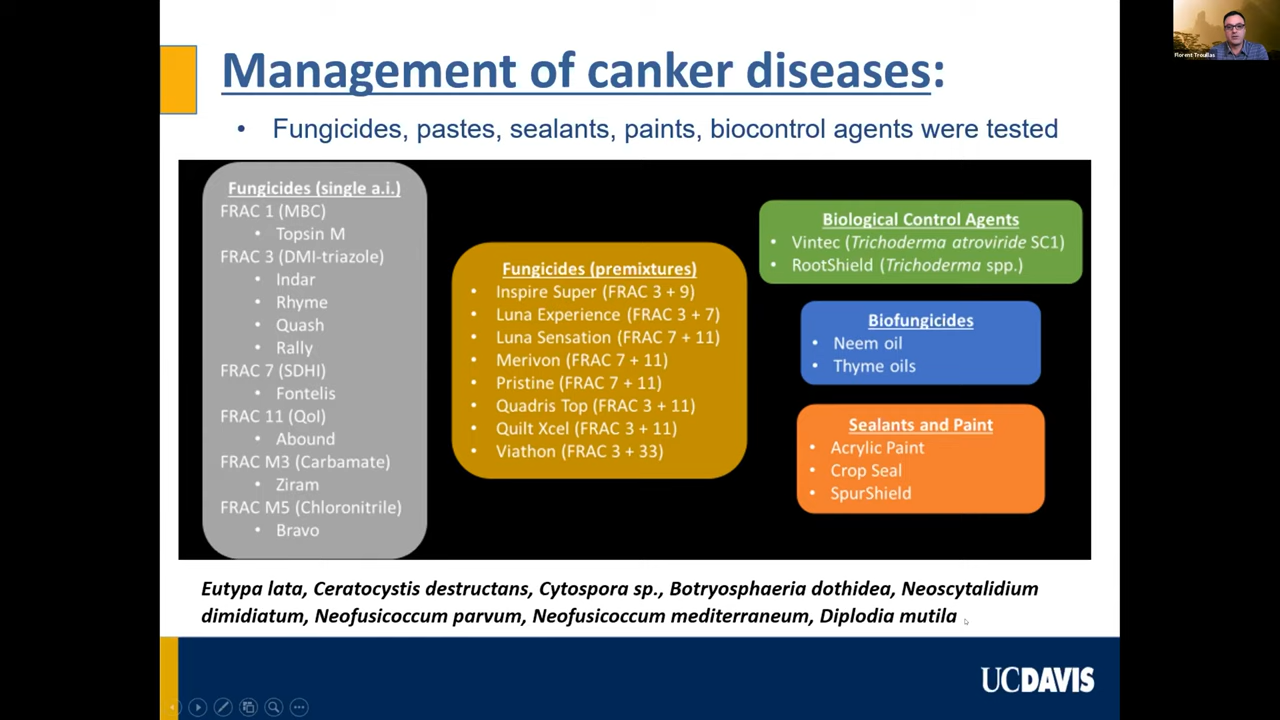 Management of canker diseases:
• Fungicides, pastes, sealants, paints, biocontrol agents were tested
Fungicides (single a.i.)
FRAC 1 (MBC)
• Topsin M
FRAC 3 (DMI-triazole)
• Indar
• Rhyme
• Quash
• Rally
FRAC 7 (SDHI)
• Fontelis
FRAC 11 (QoI)
• Abound
FRAC M3 (Carbamate)
• Ziram
FRAC M5 (Chloronitrile)
• Bravo
Fungicides (premixtures)
• Inspire Super (FRAC 3 + 9)
• Luna Experience (FRAC 3 + 7)
• Luna Sensation (FRAC 7 + 11)
• Merivon (FRAC 7 + 11)
• Pristine (FRAC 7 + 11)
• Quadris Top (FRAC 3 + 11)
• Quilt Xcel (FRAC 3 + 11)
• Viathon (FRAC 3 + 33)
Biological Control Agents
• Vintec (Trichoderma atroviride SC1)
• RootShield (Trichoderma spp.)
Biofungicides
• Neem oil
• Thyme oils
Sealants and Paint
• Acrylic Paint
• Crop Seal
• SpurShield
Eutypa lata, Ceratocystis destructans, Cytospora sp., Botryosphaeria dothidea, Neoscytalidium
dimidiatum, Neofusicoccum parvum, Neofusicoccum mediterraneum, Diplodia mutila
UCDAVIS
Florent Trouillas